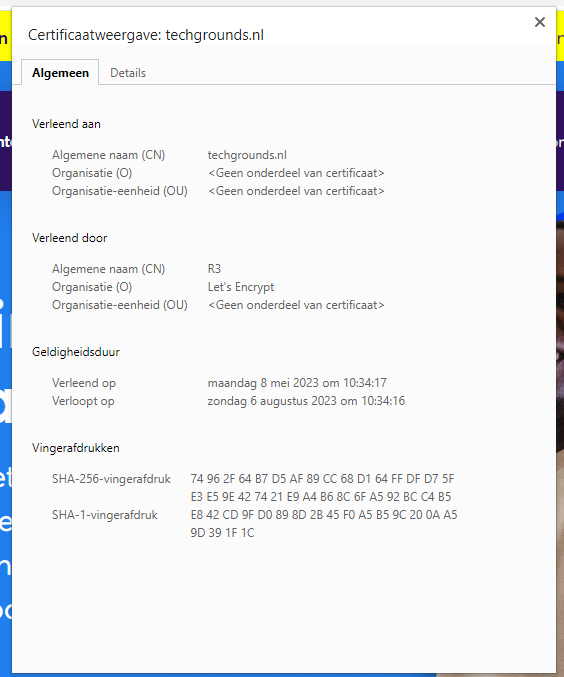 Certificaatweergave: techgrounds.nl
Algemeen Details
Verleend aan
Algemene naam (CN) techgrounds.nl
Organisatie (O) <Geen onderdeel van certificaat>
Organisatie-eenheid (OU) <Geen onderdeel van certificaat>
Verleend door
Algemene naam (CN) R3
Organisatie (O) Let's Encrypt
Organisatie-eenheid (OU) <Geen onderdeel van certificaat>
Geldigheidsduur
Verleend op maandag 8 mei 2023 om 10:34:17
Verloopt op zondag 6 augustus 2023 om 10:34:16
Vingerafdrukken
SHA-256-vingerafdruk 74 96 2F 64 B7 D5 AF 89 CC 68 D1 64 FF DF D7 5F
E3 E5 9E 42 74 21 E9 A4 B6 8C 6F A5 92 BC C4 B5
SHA-1-vingerafdruk E8 42 CD 9F D0 89 8D 2B 45 F0 A5 B5 9C 20 0A A5
9D 39 1F 1C